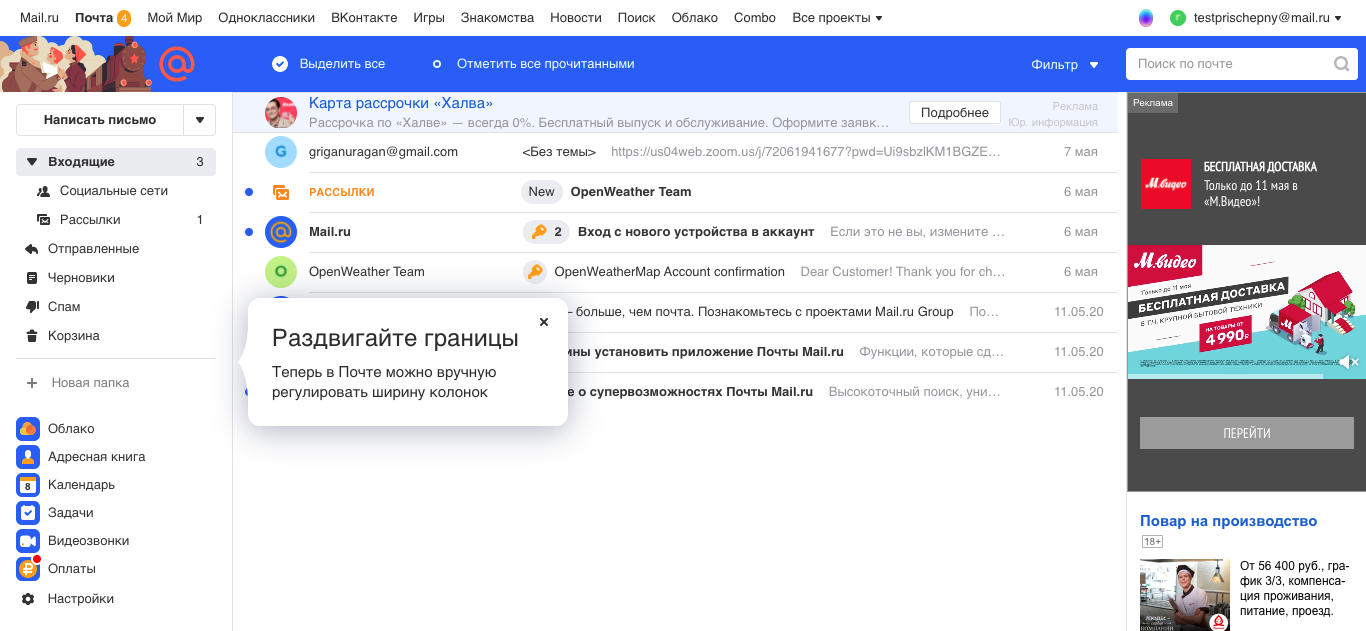 Mail.ru Почта 4 Мой Мир Одноклассники ВКонтакте Игры Знакомства Новости Поиск Облако Combo Все проекты
testprischepny@mail.ru
Выделить все
Отметить все прочитанными
Фильтр
Поиск по почте
Написать письмо
Входящие 3
Социальные сети
Рассылки 1
Отправленные
Черновики
Спам
Корзина
Новая папка
Облако
Адресная книга
8 Календарь
Задачи
Видеозвонки
Оплаты
Настройки
Карта рассрочки «Халва»
Рассрочка по «Халве» — всегда 0%. Бесплатный выпуск и обслуживание. Оформите заявк…
Подробнее
Реклама
Юр. информация
G griganuragan@gmail.com <Без темы> https://us04web.zoom.us/j/72061941677?pwd=Ui9sbzlKM1BGZE… 7 мая
РАССЫЛКИ New OpenWeather Team 6 мая
Mail.ru 2 Вход с нового устройства в аккаунт Если это не вы, измените … 6 мая
O OpenWeather Team OpenWeatherMap Account confirmation Dear Customer! Thank you for ch… 6 мая
– больше, чем почта. Познакомьтесь с проектами Mail.ru Group По… 11.05.20
установить приложение Почты Mail.ru Функции, которые сд… 11.05.20
о супервозможностях Почты Mail.ru Высокоточный поиск, уни… 11.05.20
Раздвигайте границы
Теперь в Почте можно вручную
регулировать ширину колонок
Реклама
М.видео
БЕСПЛАТНАЯ ДОСТАВКА
Только до 11 мая в
«М.Видео»!
М.видео
Только до 11 мая
БЕСПЛАТНАЯ ДОСТАВКА
В Т.Ч. КРУПНОЙ БЫТОВОЙ ТЕХНИКИ
НА ТОВАРЫ ОТ
4 990₽
ПЕРЕЙТИ
Повар на производство
18+
От 56 400 руб., гра-
фик 3/3, компенса-
ция проживания,
питание, проезд.